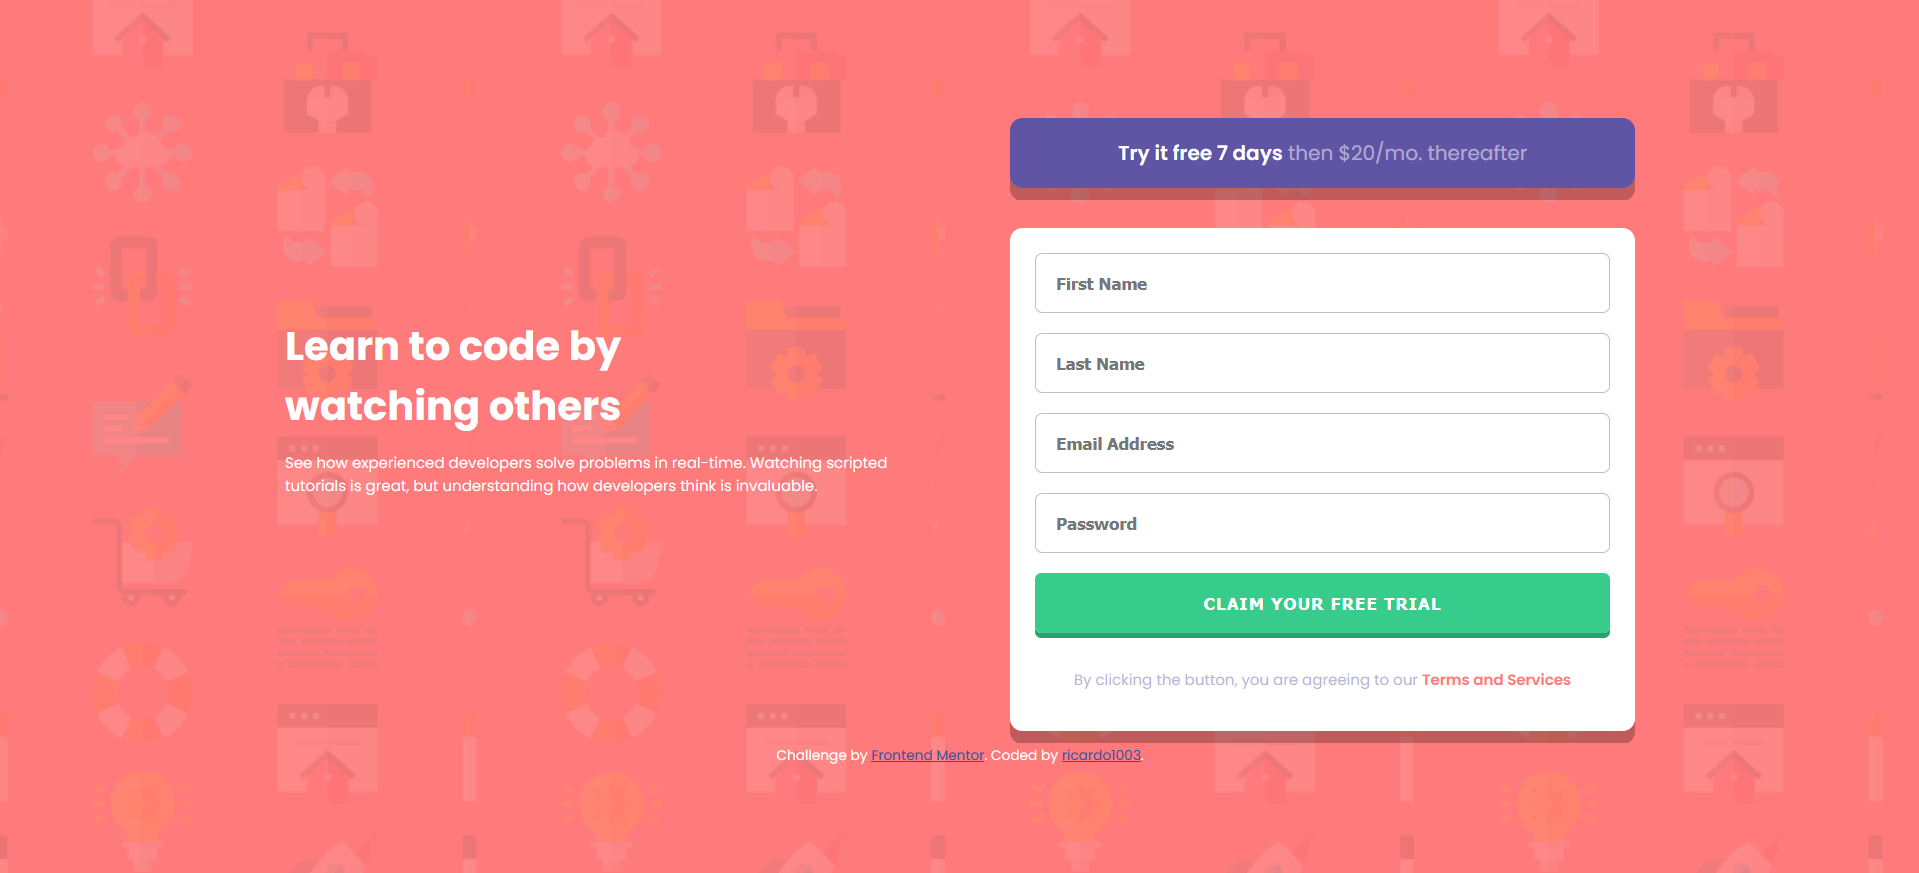 Learn to code by
watching others
See how experienced developers solve problems in real-time. Watching scripted
tutorials is great, but understanding how developers think is invaluable.
Try it free 7 days then $20/mo. thereafter
First Name
Last Name
Email Address
Password
CLAIM YOUR FREE TRIAL
By clicking the button, you are agreeing to our Terms and Services
Challenge by Frontend Mentor. Coded by ricardo1003.